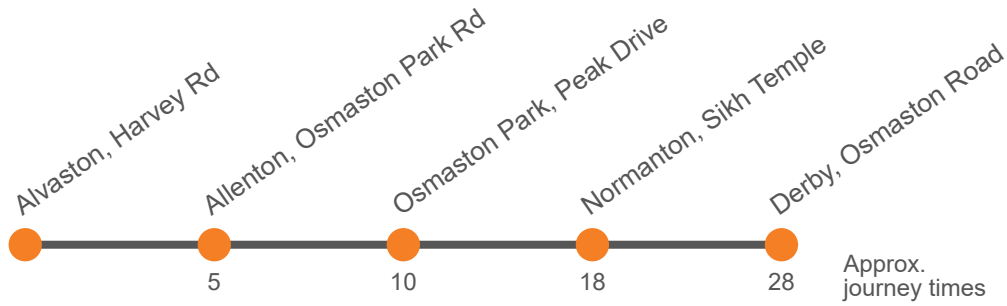 Alvaston, Harvey Rd
Allenton, Osmaston Park Rd
Osmaston Park, Peak Drive
Normanton, Sikh Temple
Derby, Osmaston Road
5
10
18
28
Approx.
journey times